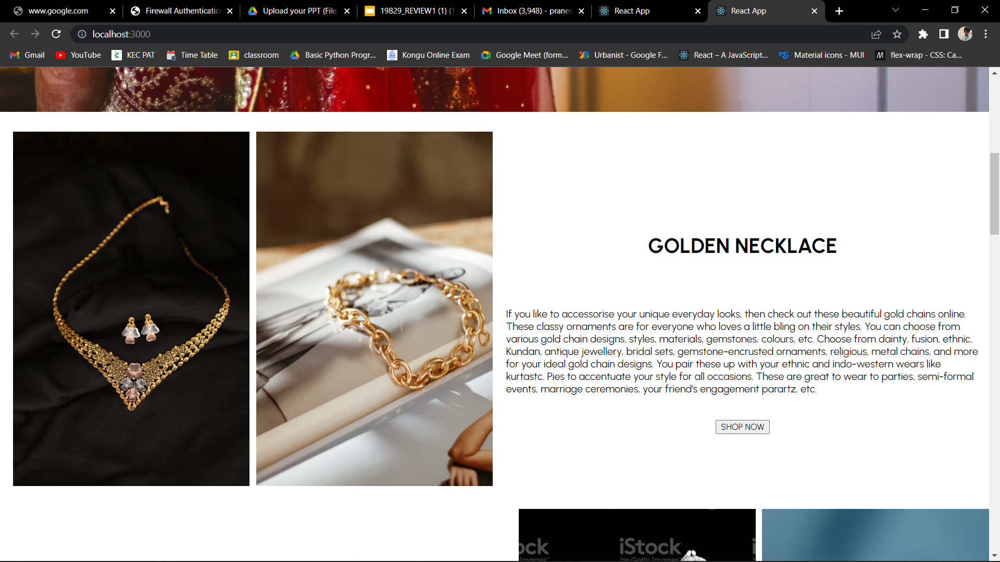 www.google.com
Firewall Authenticatio
Upload your PPT (File
19B29_REVIEW1 (1) (1
Inbox (3,948) - pranes
React App
React App
localhost:3000
Gmail
YouTube
KEC PAT
Time Table
classroom
Basic Python Progr...
Kongu Online Exam
Google Meet (form...
Urbanist - Google F...
React – A JavaScript...
Material icons - MUI
flex-wrap - CSS: Ca...
GOLDEN NECKLACE
If you like to accessorise your unique everyday looks, then check out these beautiful gold chains online.
These classy ornaments are for everyone who loves a little bling on their styles. You can choose from
various gold chain designs, styles, materials, gemstones, colours, etc. Choose from dainty, fusion, ethnic,
Kundan, antique jewellery, bridal sets, gemstone-encrusted ornaments, religious, metal chains, and more
for your ideal gold chain designs. You pair these up with your ethnic and indo-western wears like
kurtastc. Pies to accentuate your style for all occasions. These are great to wear to parties, semi-formal
events, marriage ceremonies, your friend's engagement parartz, etc.
SHOP NOW
ock
iStock
Images™
by Getty Images™